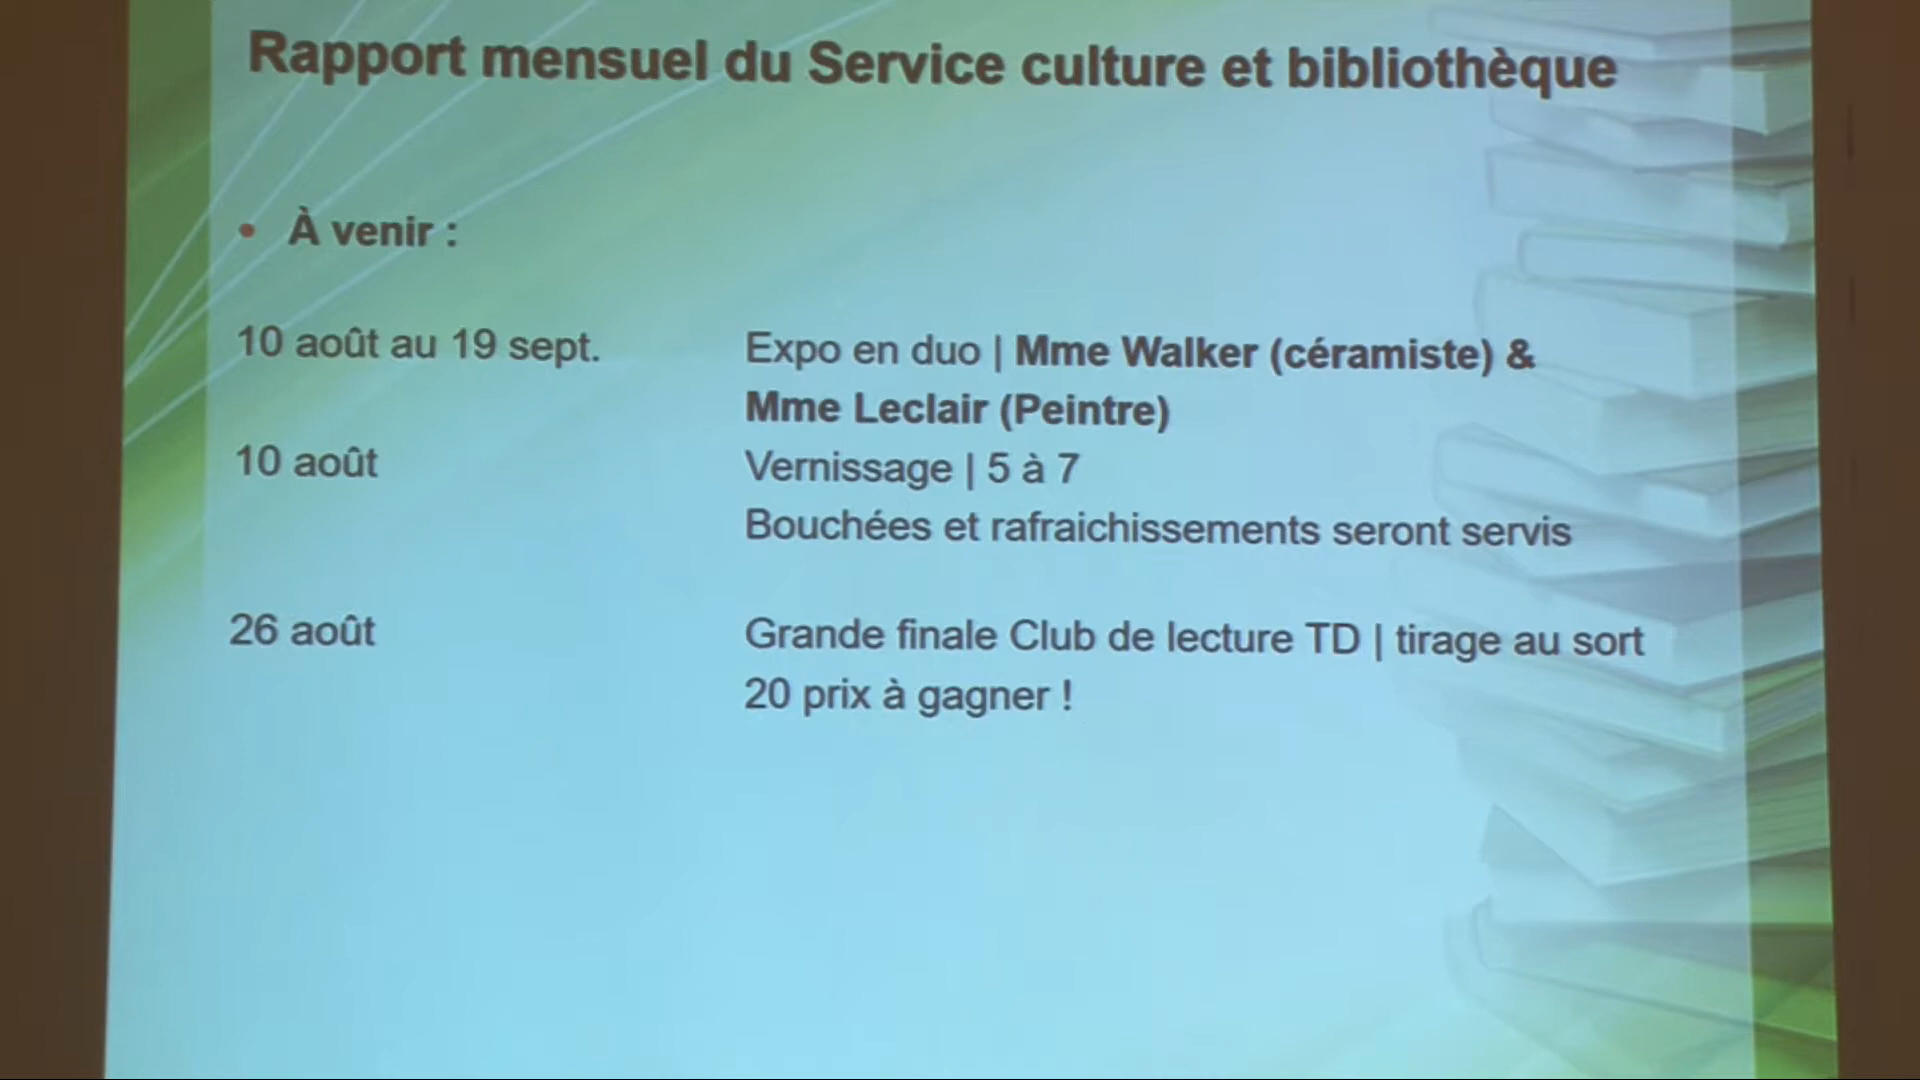 Rapport mensuel du Service culture et bibliothèque
• À venir :
10 août au 19 sept. Expo en duo | Mme Walker (céramiste) &
Mme Leclair (Peintre)
10 août Vernissage | 5 à 7
Bouchées et rafraichissements seront servis
26 août Grande finale Club de lecture TD | tirage au sort
20 prix à gagner !